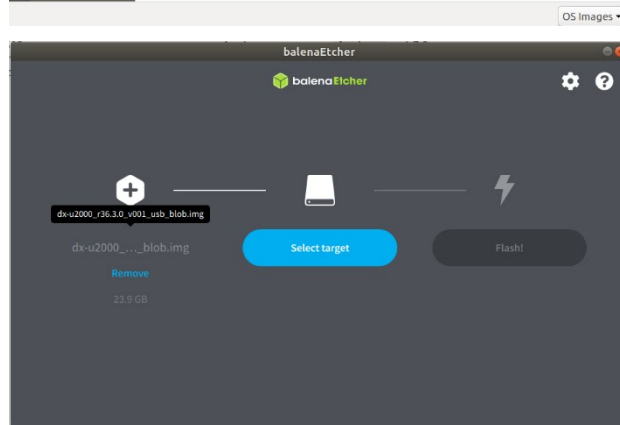 OS Images
balenaEtcher
balenaEtcher
dx-u2000_r36.3.0_v001_usb_blob.img
dx-u2000_..._blob.img
Select target
Flash!
Remove
23.9 GB